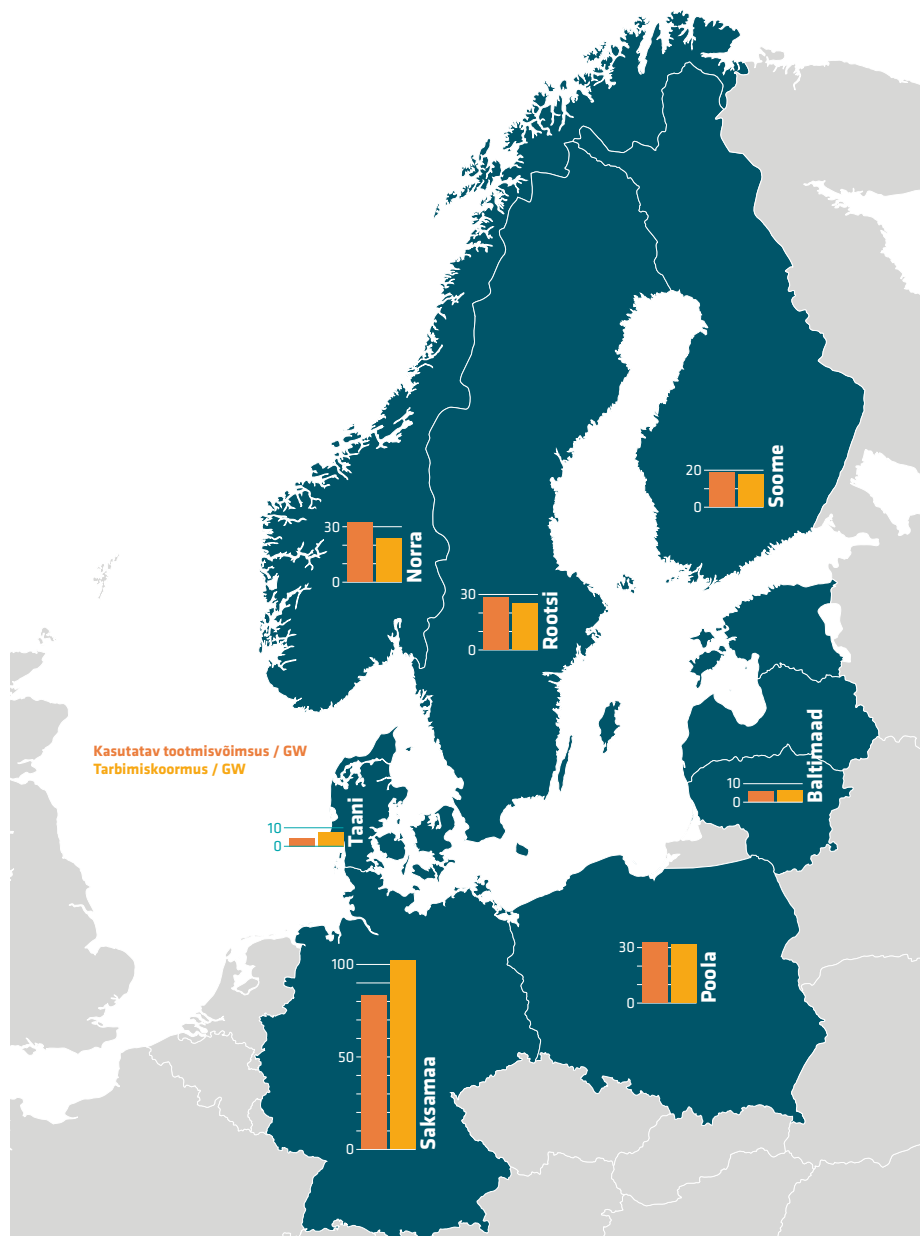 20
0
Soome
30
0
Norra
30
0
Rootsi
Kasutatav tootmisvõimsus / GW
Tarbimiskoormus / GW
10
0
Baltimaad
10
0
Taani
30
0
Poola
100
50
0
Saksamaa